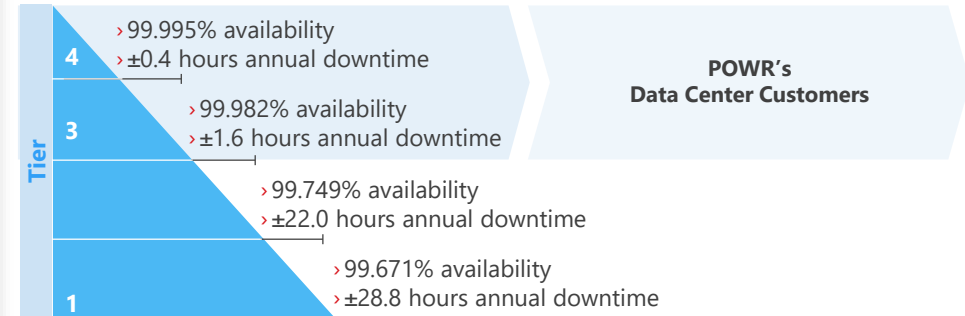 Tier
4
› 99.995% availability
› ±0.4 hours annual downtime
POWR's
Data Center Customers
3
› 99.982% availability
› ±1.6 hours annual downtime
› 99.749% availability
› ±22.0 hours annual downtime
1
› 99.671% availability
› ±28.8 hours annual downtime